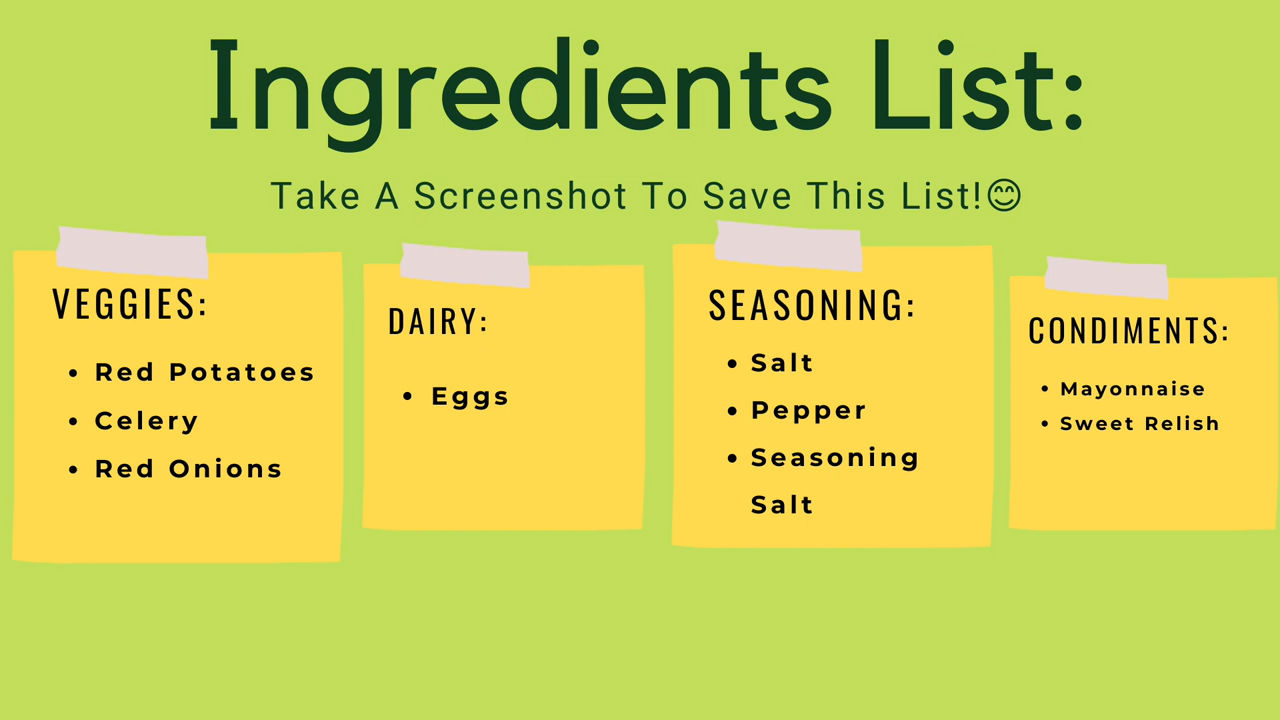 Ingredients List:
Take A Screenshot To Save This List!😊
VEGGIES:
• Red Potatoes
• Celery
• Red Onions
DAIRY:
• Eggs
SEASONING:
• Salt
• Pepper
• Seasoning
Salt
CONDIMENTS:
• Mayonnaise
• Sweet Relish